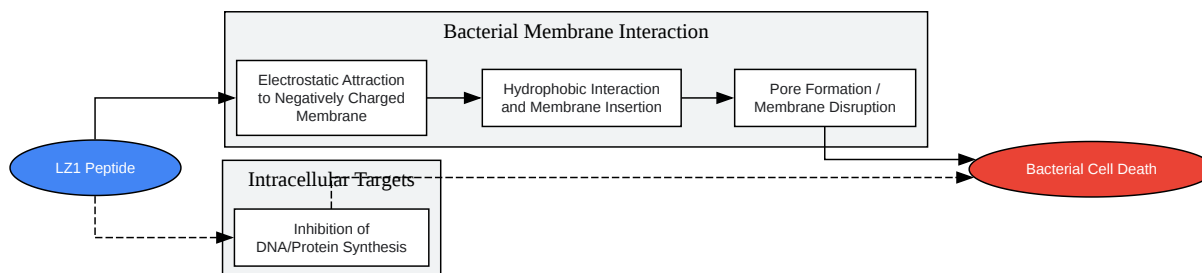 Bacterial Membrane Interaction
Electrostatic Attraction
to Negatively Charged
Membrane
Hydrophobic Interaction
and Membrane Insertion
Pore Formation /
Membrane Disruption
LZ1 Peptide
Bacterial Cell Death
Intracellular Targets
Inhibition of
DNA/Protein Synthesis